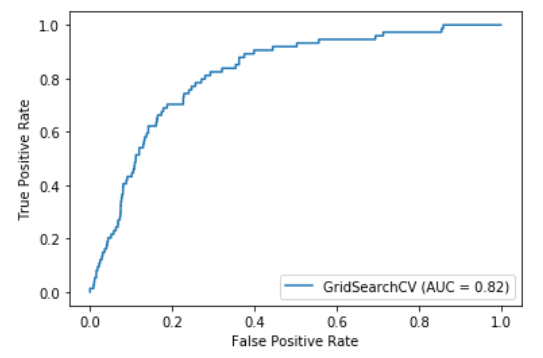 1.0
0.8
0.6
0.4
0.2
0.0
True Positive Rate
GridSearchCV (AUC = 0.82)
0.0 0.2 0.4 0.6 0.8 1.0
False Positive Rate